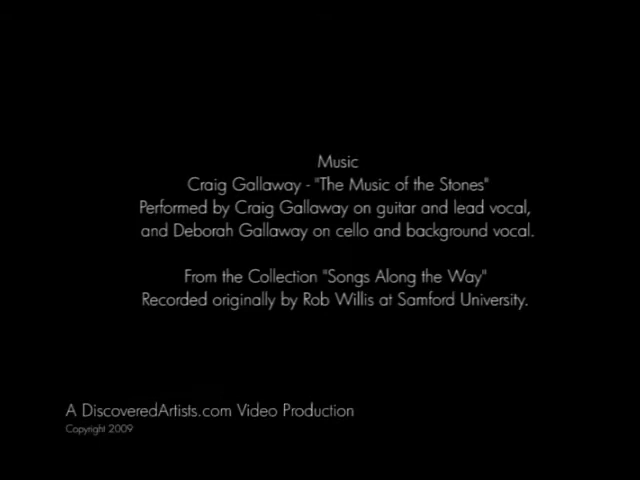 Music
Craig Gallaway - "The Music of the Stones"
Performed by Craig Gallaway on guitar and lead vocal,
and Deborah Gallaway on cello and background vocal.
From the Collection "Songs Along the Way"
Recorded originally by Rob Willis at Samford University.
A DiscoveredArtists.com Video Production
Copyright 2009